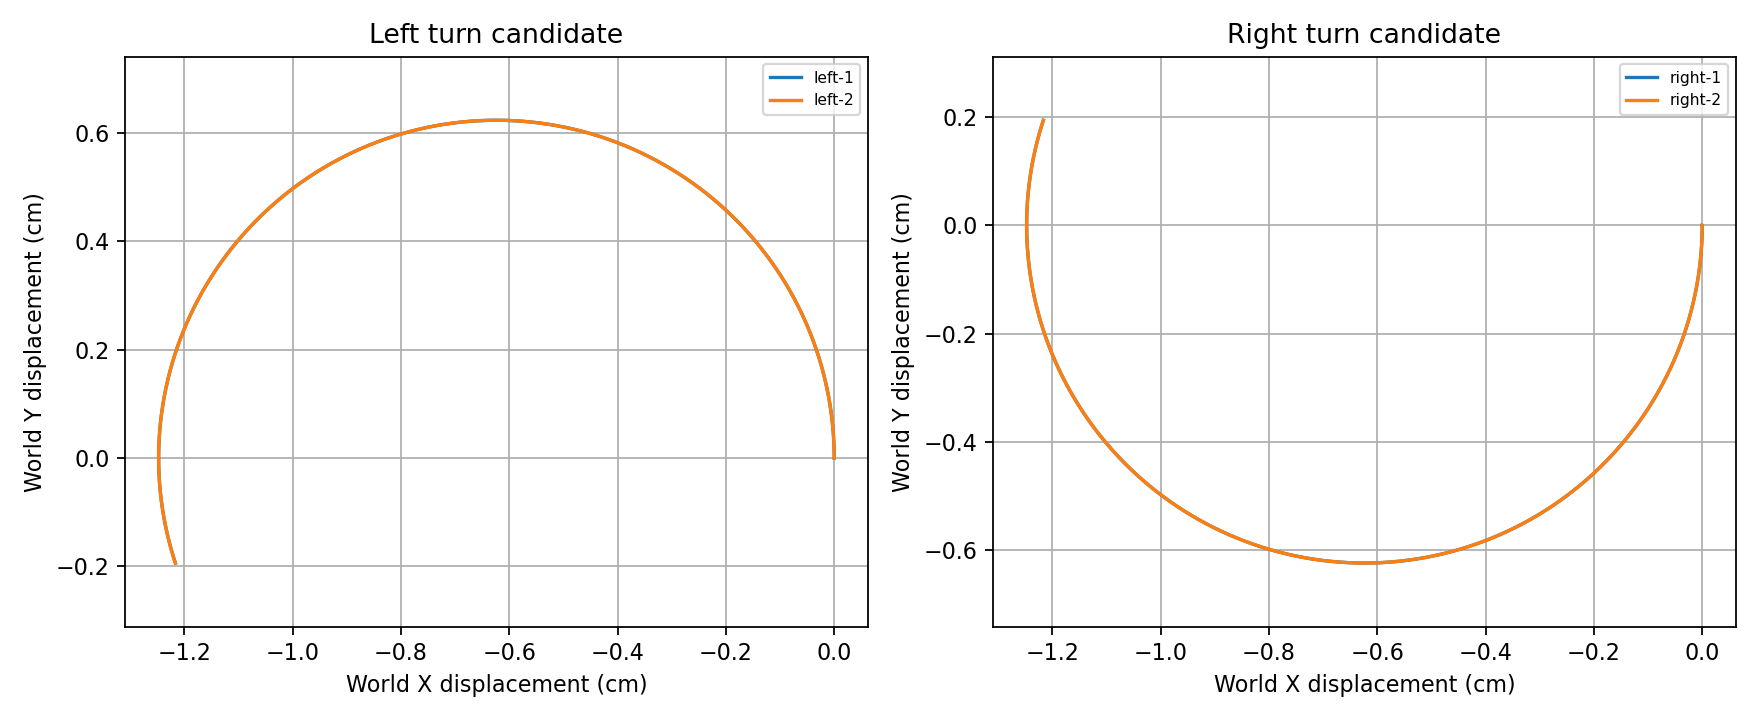 Left turn candidate
left-1
left-2
0.6
0.4
0.2
0.0
−0.2
−1.2 −1.0 −0.8 −0.6 −0.4 −0.2 0.0
World X displacement (cm)
World Y displacement (cm)
Right turn candidate
right-1
right-2
0.2
0.0
−0.2
−0.4
−0.6
−1.2 −1.0 −0.8 −0.6 −0.4 −0.2 0.0
World X displacement (cm)
World Y displacement (cm)